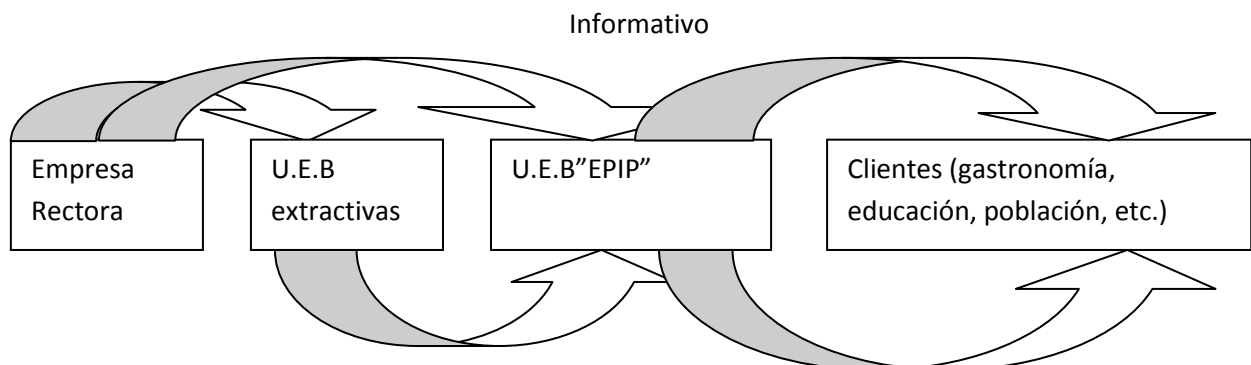 Informativo
Empresa
Rectora
U.E.B
extractivas
U.E.B”EPIP”
Clientes (gastronomía,
educación, población, etc.)